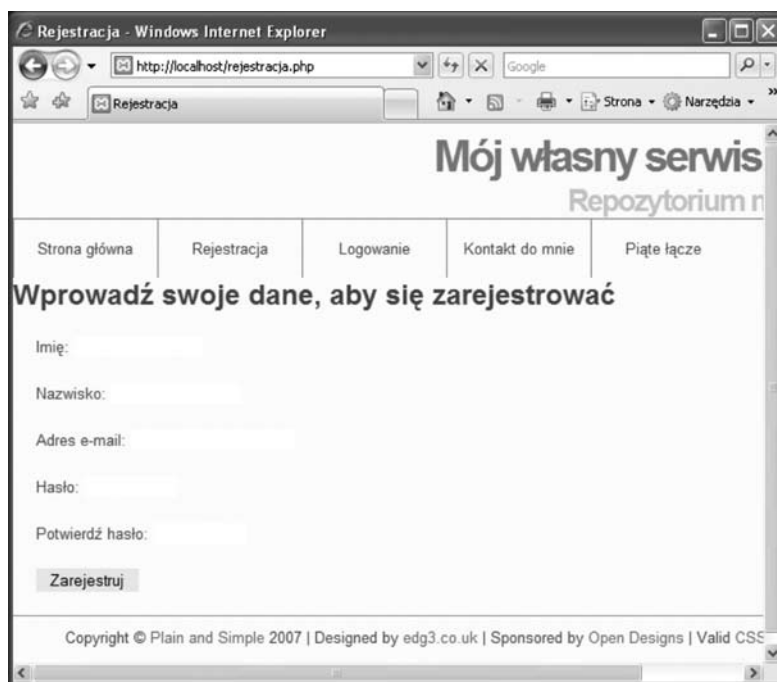 Rejestracja - Windows Internet Explorer
http://localhost/rejestracja.php
Google
Rejestracja
Strona
Narzędzia
Mój własny serwis
Repozytorium
Strona główna
Rejestracja
Logowanie
Kontakt do mnie
Piąte łącze
Wprowadź swoje dane, aby się zarejestrować
Imię:
Nazwisko:
Adres e-mail:
Hasło:
Potwierdź hasło:
Zarejestruj
Copyright © Plain and Simple 2007 | Designed by edg3.co.uk | Sponsored by Open Designs | Valid CSS